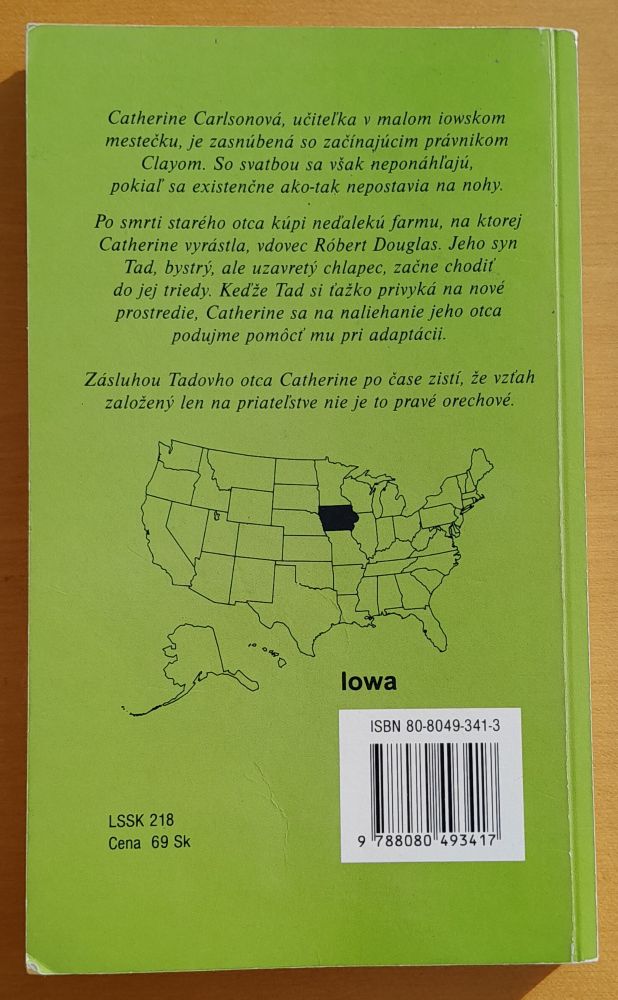 Catherine Carlsonová, učiteľka v malom iowskom
mestečku, je zasnúbená so začínajúcim právnikom
Clayom. So svatbou sa však neponáhľajú,
pokiaľ sa existenčne ako-tak nepostavia na nohy.
Po smrti starého otca kúpi neďalekú farmu, na ktorej
Catherine vyrástla, vdovec Róbert Douglas. Jeho syn
Tad, bystrý, ale uzavretý chlapec, začne chodiť
do jej triedy. Keďže Tad si ťažko privyká na nové
prostredie, Catherine sa na naliehanie jeho otca
podujme pomôcť mu pri adaptácii.
Zásluhou Tadovho otca Catherine po čase zistí, že vzťah
založený len na priateľstve nie je to pravé orechové.
Iowa
ISBN 80-8049-341-3
9 788080 493417
LSSK 218
Cena 69 Sk